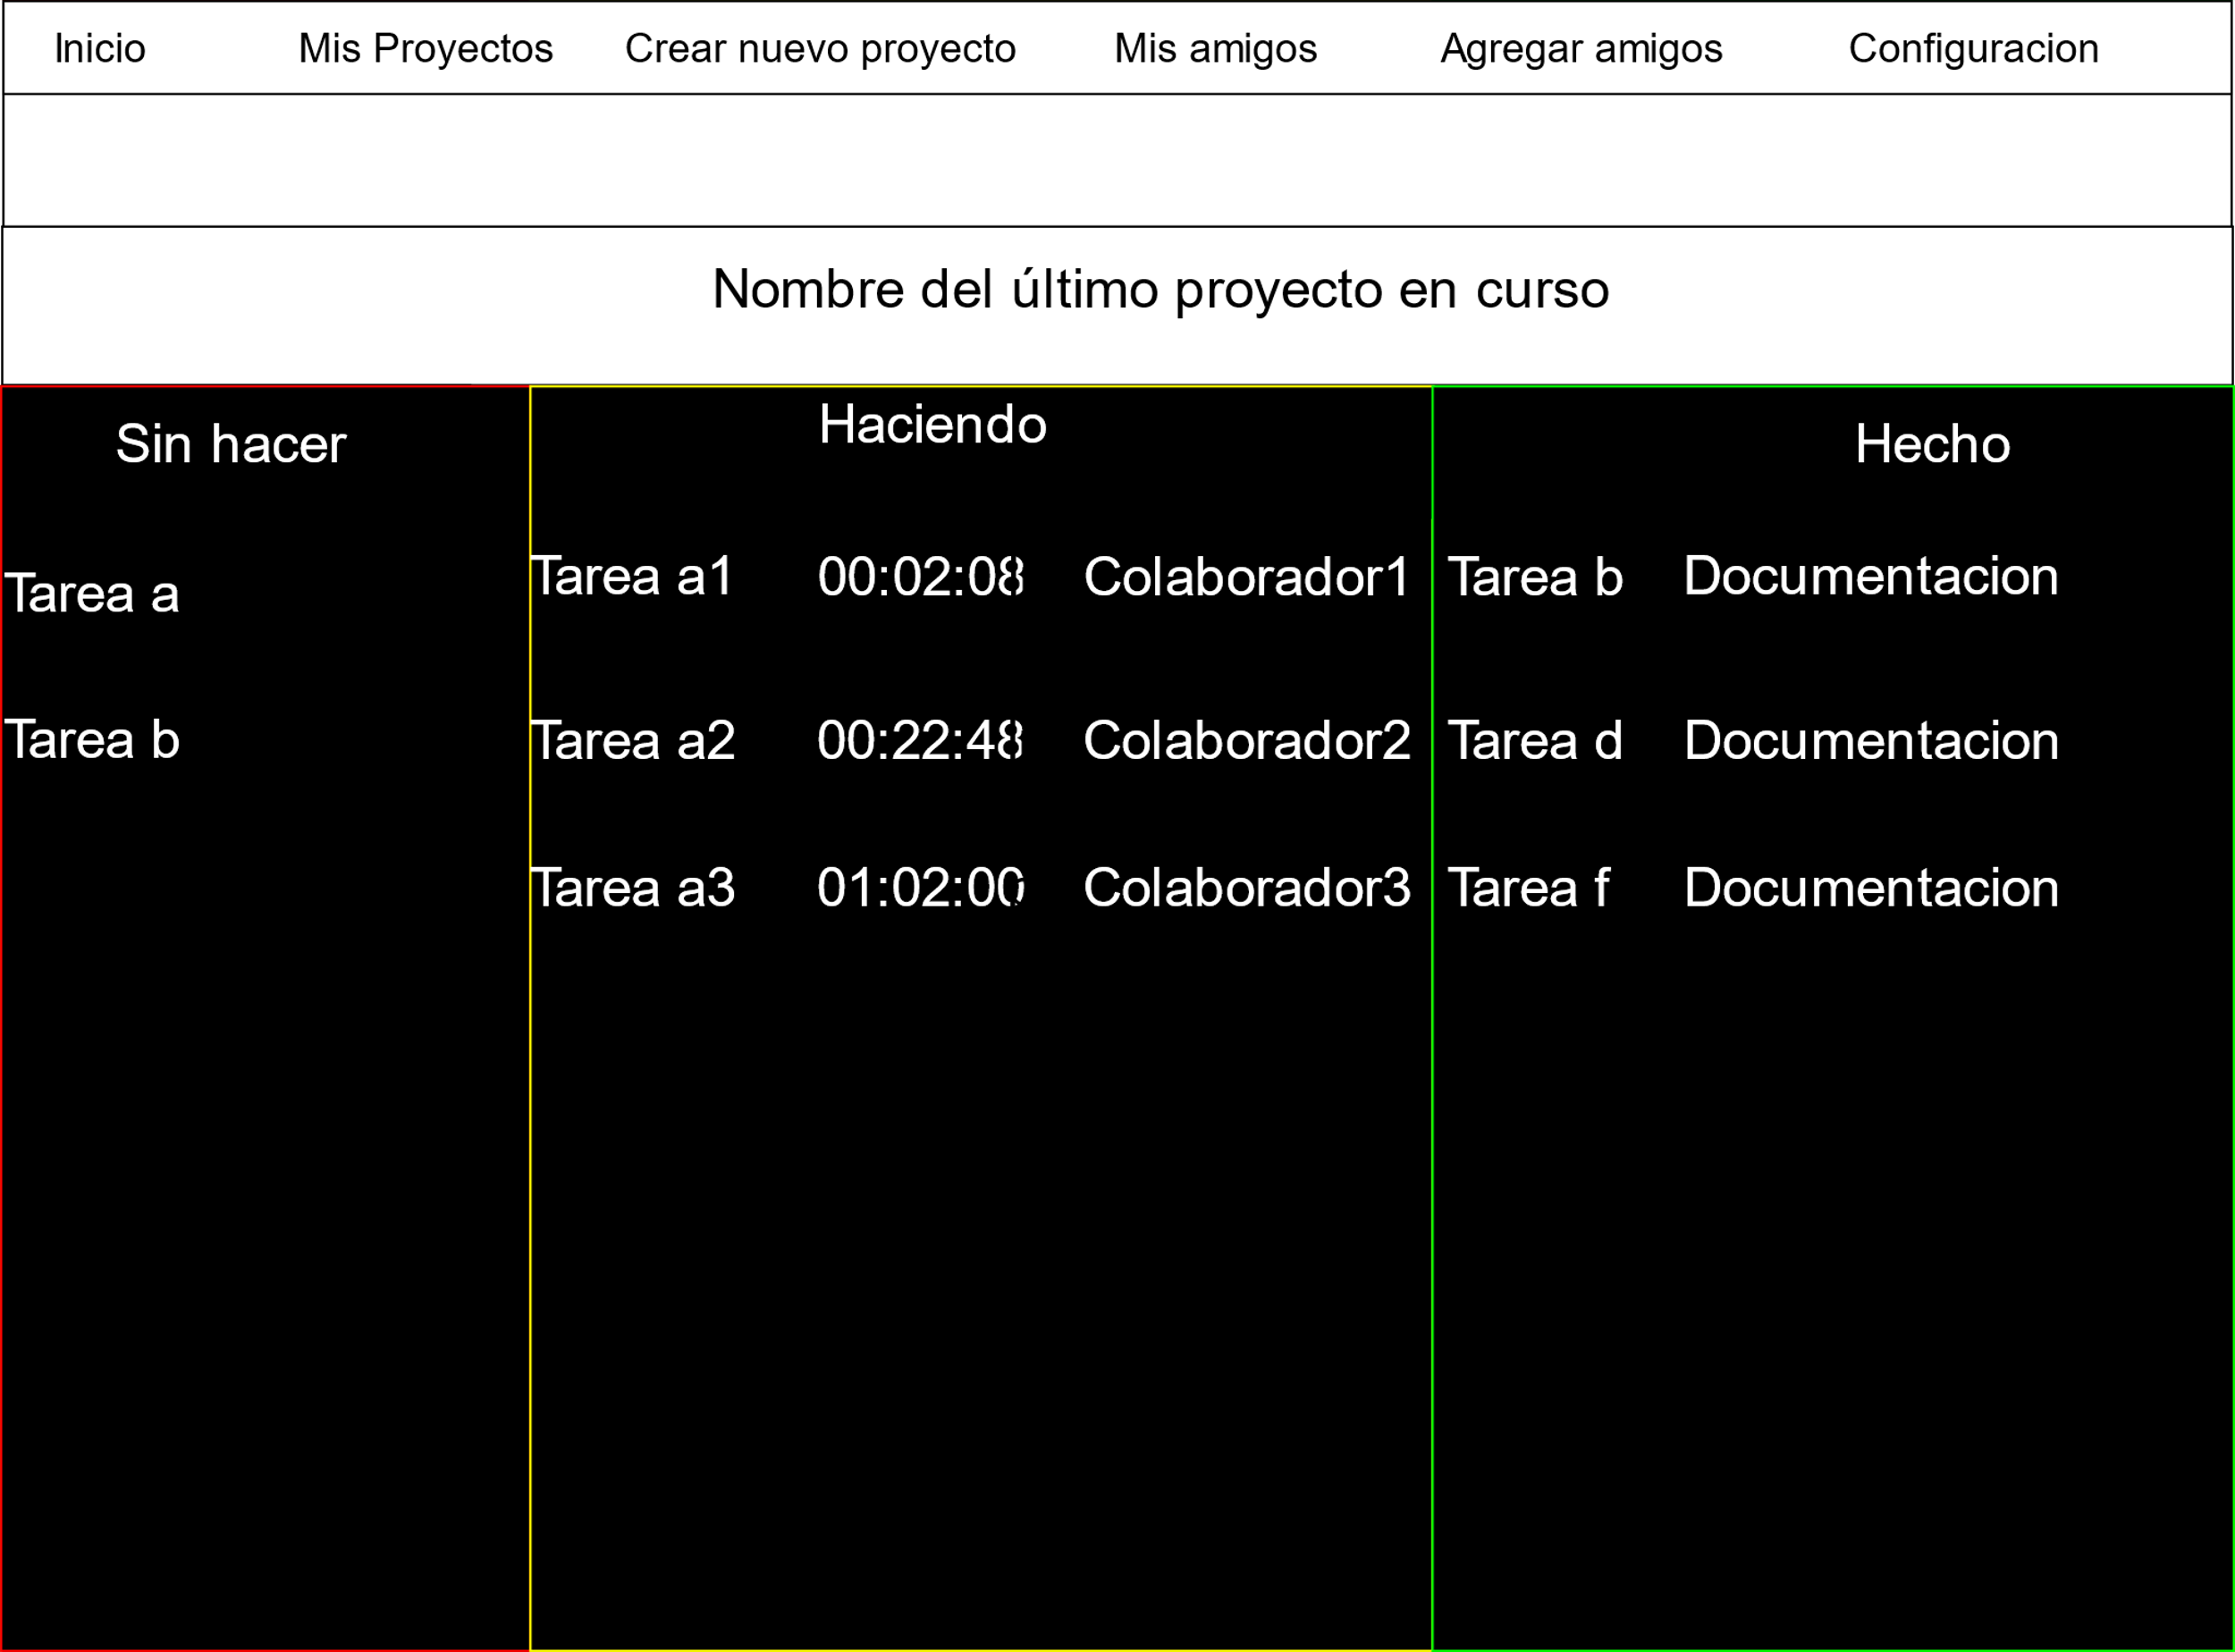 Inicio Mis Proyectos Crear nuevo proyecto Mis amigos Agregar amigos Configuracion
Nombre del último proyecto en curso
Sin hacer
Tarea a
Tarea b
Haciendo
Tarea a1 00:02:08 Colaborador1
Tarea a2 00:22:48 Colaborador2
Tarea a3 01:02:00 Colaborador3
Hecho
Tarea b Documentacion
Tarea d Documentacion
Tarea f Documentacion